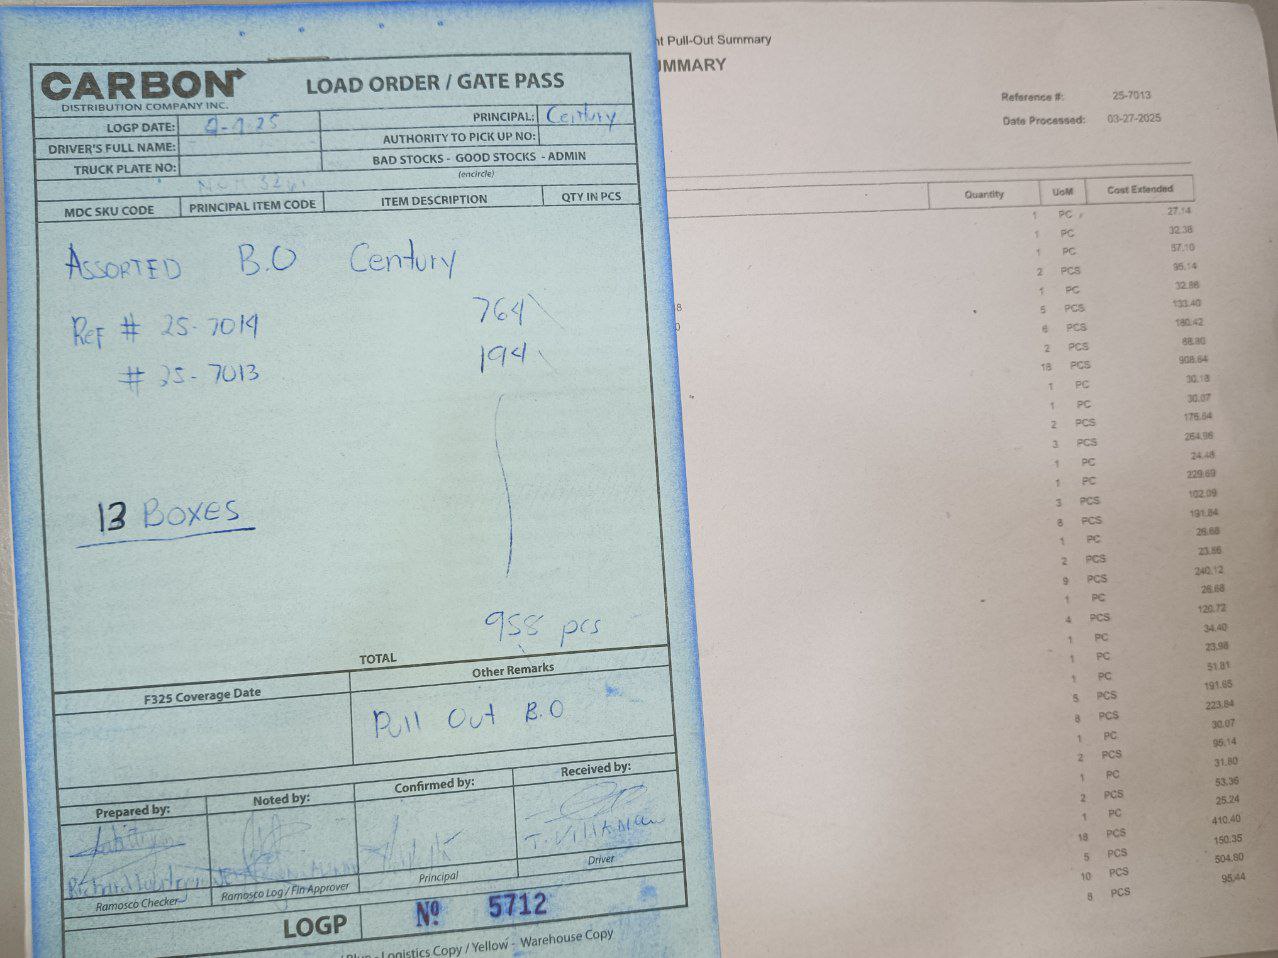 CARBON
DISTRIBUTION COMPANY INC.
LOAD ORDER / GATE PASS
LOGP DATE:
PRINCIPAL: Century
DRIVER'S FULL NAME:
AUTHORITY TO PICK UP NO:
TRUCK PLATE NO:
BAD STOCKS - GOOD STOCKS - ADMIN
(encircle)
MDC SKU CODE PRINCIPAL ITEM CODE ITEM DESCRIPTION QTY IN PCS
ASSORTED B.O Century
Ref # 25-7014 764
# 25-7013 194
13 BOXES
958 pcs
TOTAL
F325 Coverage Date
Other Remarks
Pull Out B.O
Prepared by: Noted by: Confirmed by: Received by:
Ramosco Checker Ramosco Log / Fin Approver Principal Driver
LOGP Nº 5712
Logistics Copy / Yellow - Warehouse Copy
Pull-Out Summary
MMARY
Reference #: 25-7013
Date Processed: 03-27-2025
Quantity UoM Cost Extended
1 PC 27.14
1 PC 32.38
1 PC 57.10
2 PCS 95.14
1 PC 32.86
5 PCS 133.40
6 PCS 180.42
2 PCS 68.80
18 PCS 908.64
1 PC 30.18
1 PC 30.07
2 PCS 176.64
3 PCS 264.96
1 PC 24.48
1 PC 229.69
3 PCS 102.09
8 PCS 191.84
1 PC 26.68
2 PCS 23.86
9 PCS 240.12
1 PC 26.68
4 PCS 120.72
1 PC 34.40
1 PC 23.98
1 PC 51.81
5 PCS 191.65
8 PCS 223.84
1 PC 30.07
2 PCS 95.14
1 PC 31.80
2 PCS 53.36
1 PC 25.24
18 PCS 410.40
5 PCS 150.35
10 PCS 504.80
8 PCS 95.44